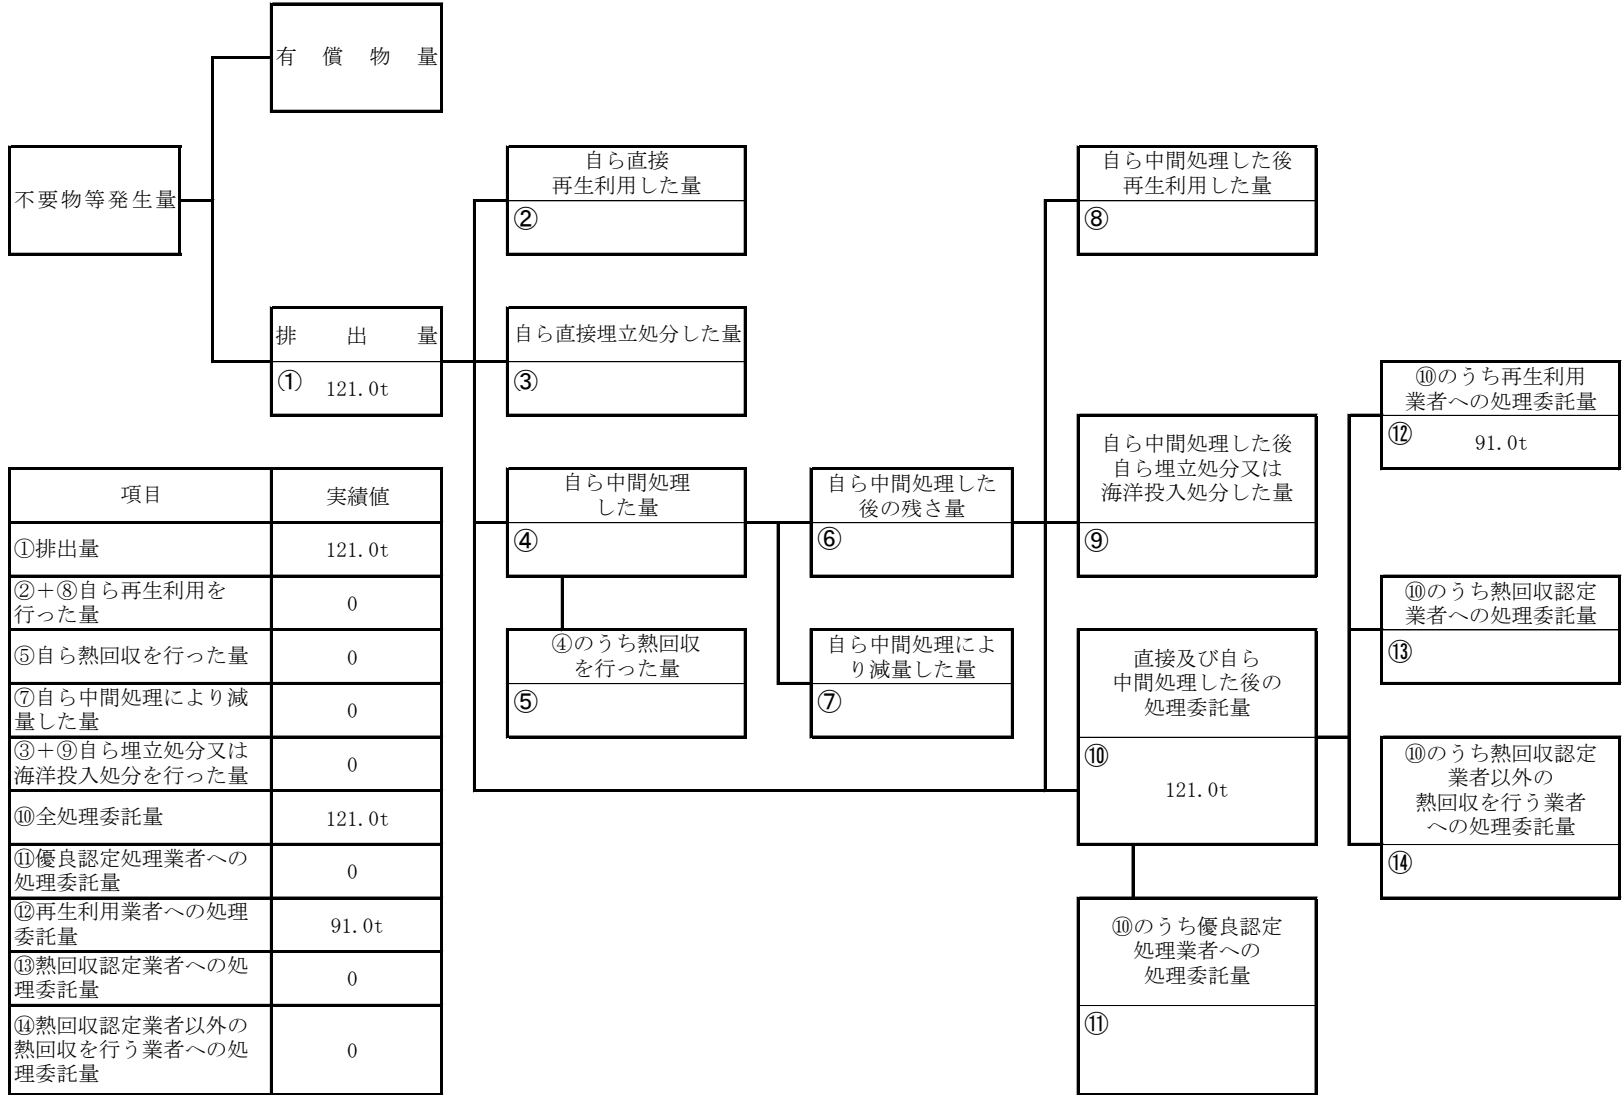 有償物量
不要物等発生量
排出量
① 121.0t
自ら直接
再生利用した量
②
自ら直接埋立処分した量
③
自ら中間処理
した量
④
④のうち熱回収
を行った量
⑤
自ら中間処理した
後の残さ量
⑥
自ら中間処理によ
り減量した量
⑦
自ら中間処理した後
再生利用した量
⑧
自ら中間処理した後
自ら埋立処分又は
海洋投入処分した量
⑨
直接及び自ら
中間処理した後の
処理委託量
⑩
121.0t
⑩のうち優良認定
処理業者への
処理委託量
⑪
⑩のうち再生利用
業者への処理委託量
⑫ 91.0t
⑩のうち熱回収認定
業者への処理委託量
⑬
⑩のうち熱回収認定
業者以外の
熱回収を行う業者
への処理委託量
⑭
項目 実績値
①排出量 121.0t
②+⑧自ら再生利用を
行った量 0
⑤自ら熱回収を行った量 0
⑦自ら中間処理により減
量した量 0
③+⑨自ら埋立処分又は
海洋投入処分を行った量 0
⑩全処理委託量 121.0t
⑪優良認定処理業者への
処理委託量 0
⑫再生利用業者への処理
委託量 91.0t
⑬熱回収認定業者への処
理委託量 0
⑭熱回収認定業者以外の
熱回収を行う業者への処
理委託量 0